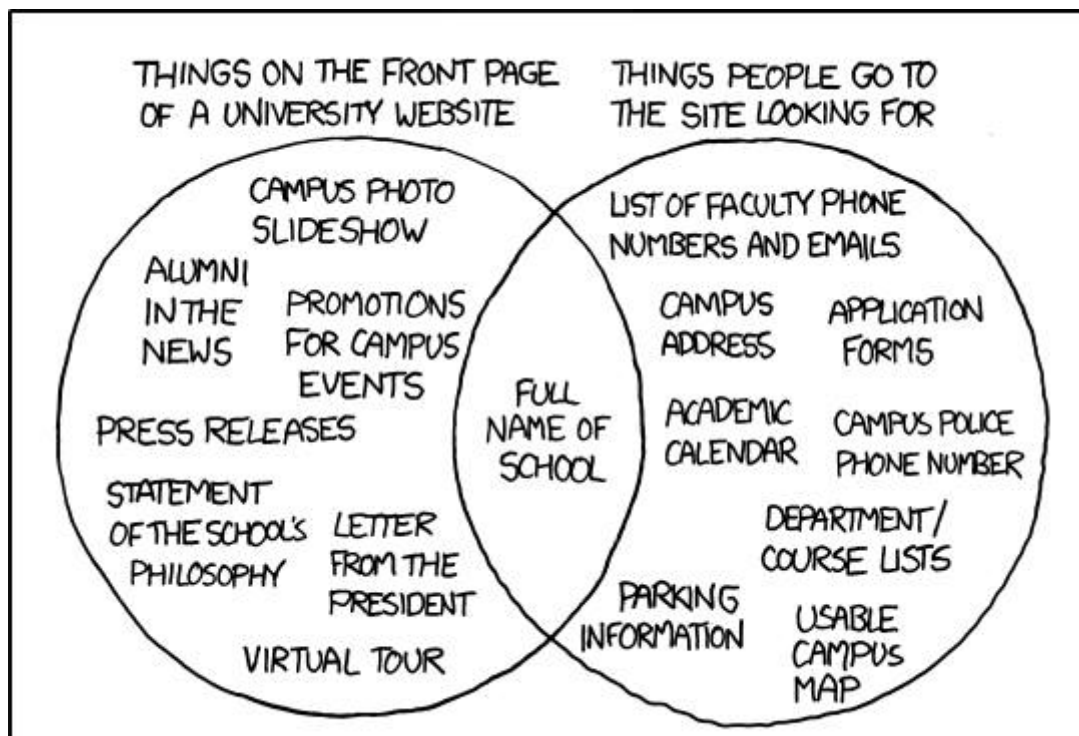 THINGS ON THE FRONT PAGE
OF A UNIVERSITY WEBSITE
THINGS PEOPLE GO TO
THE SITE LOOKING FOR
CAMPUS PHOTO
SLIDESHOW
ALUMNI
IN THE
NEWS
PROMOTIONS
FOR CAMPUS
EVENTS
PRESS RELEASES
STATEMENT
OF THE SCHOOL'S
PHILOSOPHY
LETTER
FROM THE
PRESIDENT
VIRTUAL TOUR
FULL
NAME OF
SCHOOL
LIST OF FACULTY PHONE
NUMBERS AND EMAILS
CAMPUS
ADDRESS
APPLICATION
FORMS
ACADEMIC
CALENDAR
CAMPUS POLICE
PHONE NUMBER
DEPARTMENT/
COURSE LISTS
PARKING
INFORMATION
USABLE
CAMPUS
MAP